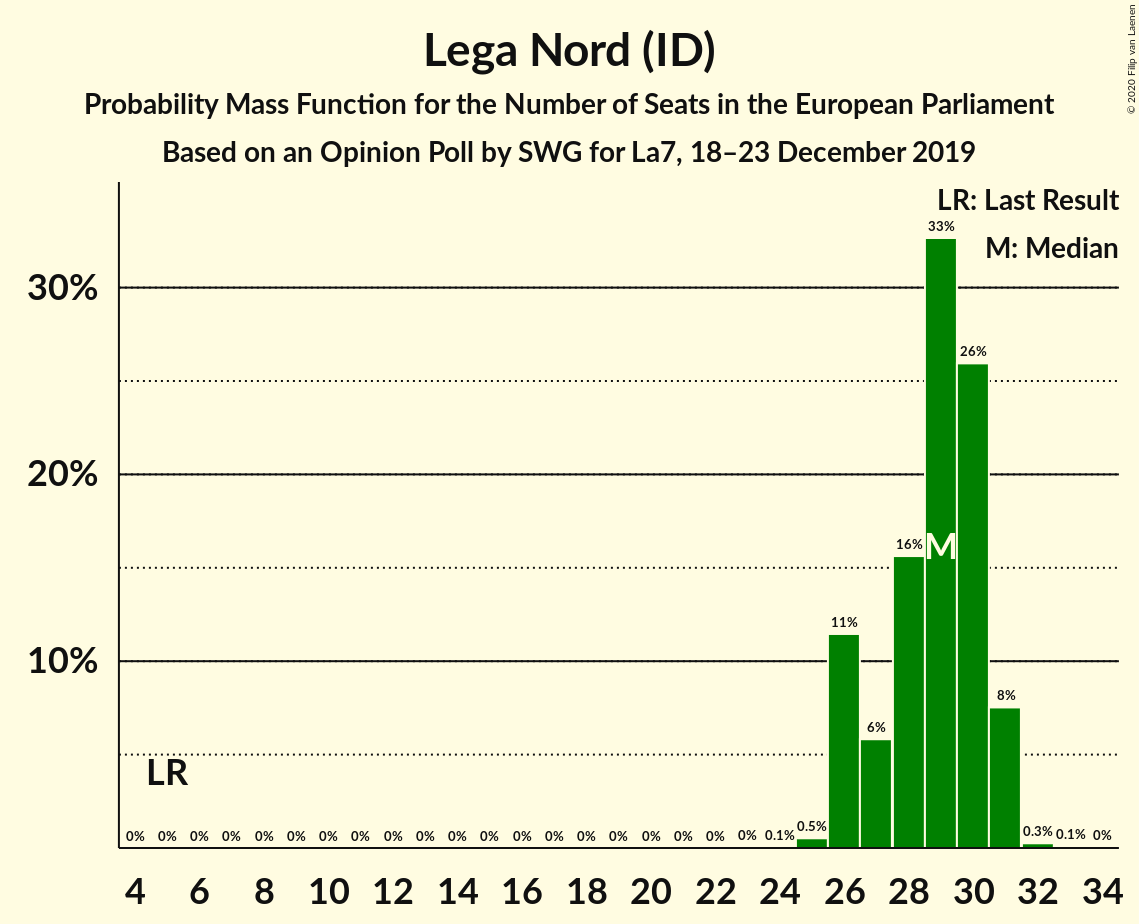 © 2020 Filip van Laenen
Lega Nord (ID)
Probability Mass Function for the Number of Seats in the European Parliament
Based on an Opinion Poll by SWG for La7, 18–23 December 2019
LR: Last Result
M: Median
33%
30%
26%
20%
16%
M
11%
10%
8%
6%
LR
0% 0% 0% 0% 0% 0% 0% 0% 0% 0% 0% 0% 0% 0% 0% 0% 0% 0% 0% 0% 0.1% 0.5% 0.3% 0.1% 0%
4 6 8 10 12 14 16 18 20 22 24 26 28 30 32 34